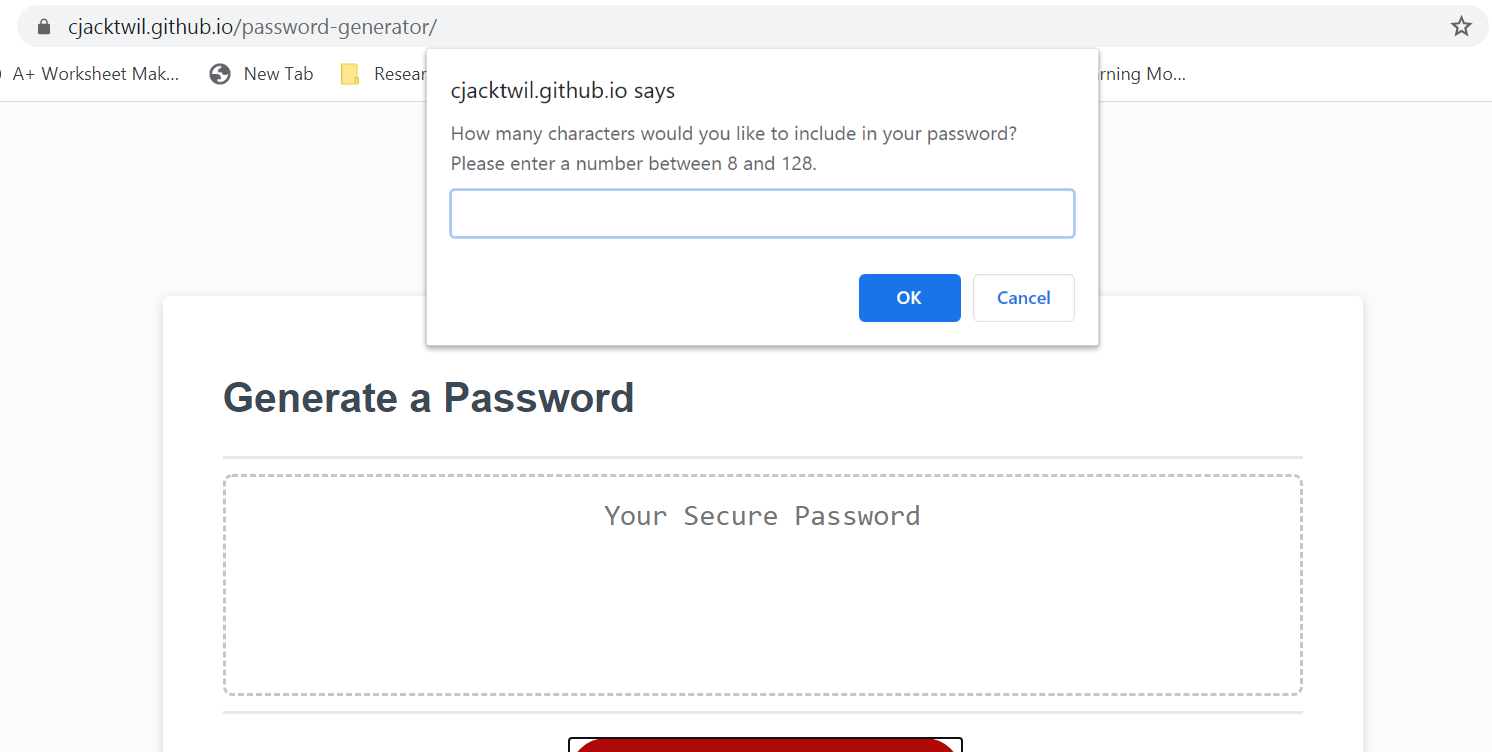 cjacktwil.github.io/password-generator/
A+ Worksheet Mak... New Tab Resear rning Mo...
cjacktwil.github.io says
How many characters would you like to include in your password?
Please enter a number between 8 and 128.
OK Cancel
Generate a Password
Your Secure Password